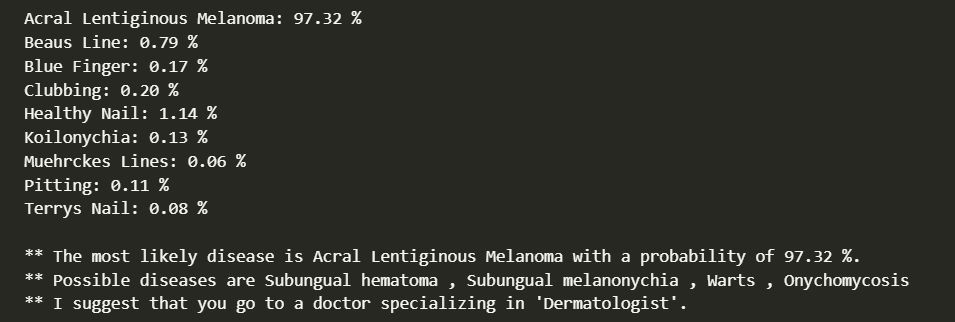 Acral Lentiginous Melanoma: 97.32 %
Beaus Line: 0.79 %
Blue Finger: 0.17 %
Clubbing: 0.20 %
Healthy Nail: 1.14 %
Koilonychia: 0.13 %
Muehrckes Lines: 0.06 %
Pitting: 0.11 %
Terrys Nail: 0.08 %
** The most likely disease is Acral Lentiginous Melanoma with a probability of 97.32 %.
** Possible diseases are Subungual hematoma , Subungual melanonychia , Warts , Onychomycosis
** I suggest that you go to a doctor specializing in 'Dermatologist'.